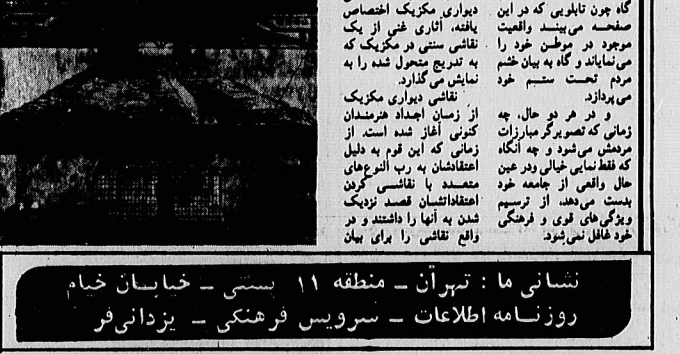 گاه چون تابلویی که در این
صفحه می‌بینید واقعیت
موجود در موطن خود را
می‌نمایاند و گاه به بیان خشم
مردم تحت ستم خود
می‌پردازد.
و در هر دو حال، چه
زمانی که تصویرگر مبارزات
مردمش می‌شود و چه آنگاه
که فقط نمایی خیالی ودر عین
حال واقعی از جامعه خود
بدست می‌دهد، از ترسیم
ویژگی‌های قوی و فرهنگی
خود غافل نمی‌شود.
دیواری مکزیک اختصاص
یافته، آثاری غنی از یک
نقاشی سنتی در مکزیک که
به تدریج متحول شده را به
نمایش می‌گذارد.
نقاشی دیواری مکزیک
از زمان اجداد هنرمندان
کنونی آغاز شده است. از
زمانی که این قوم به دلیل
اعتقادشان به رب النوع‌های
متعدد با نقاشی کردن
اعتقاداتشان قصد نزدیک
شدن به آنها را داشتند و در
واقع نقاشی را برای بیان
نشانی ما : تهران ـ منطقه ۱۱ پستی ـ خیابان خیام
روزنامه اطلاعات ـ سرویس فرهنگی ـ یزدانی‌فر